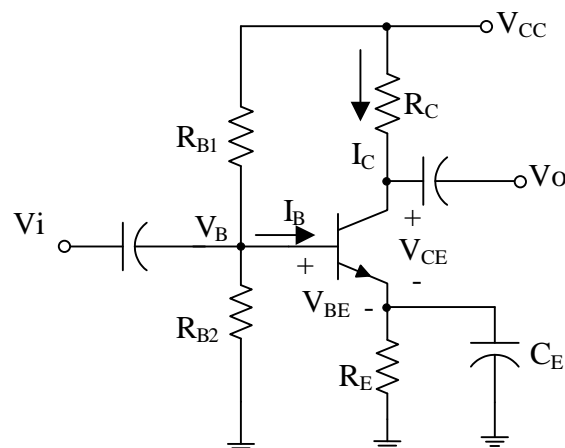 V_CC
R_C
R_B1
I_C
Vo
Vi
V_B
I_B
+
+
V_CE
-
V_BE
-
R_B2
R_E
C_E